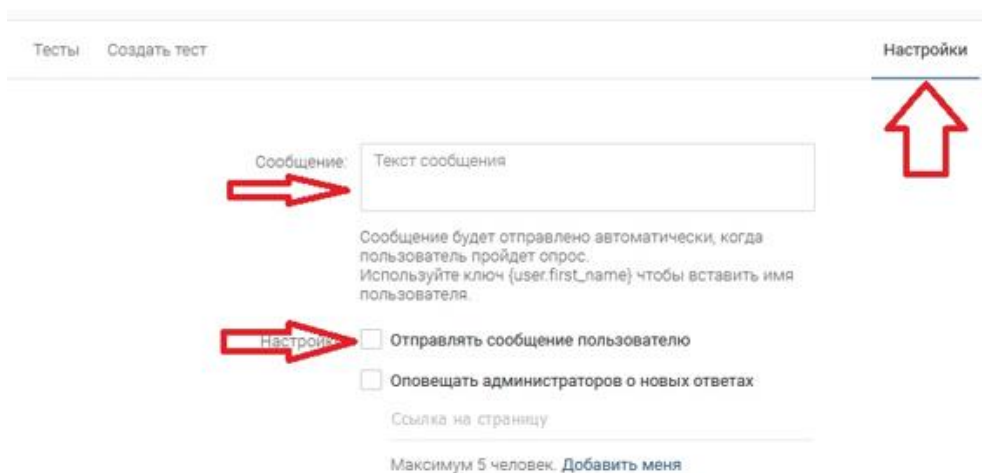 Тесты Создать тест Настройки
Сообщение: Текст сообщения
Сообщение будет отправлено автоматически, когда
пользователь пройдет опрос.
Используйте ключ {user.first_name} чтобы вставить имя
пользователя.
Настройки Отправлять сообщение пользователю
Оповещать администраторов о новых ответах
Ссылка на страницу
Максимум 5 человек. Добавить меня